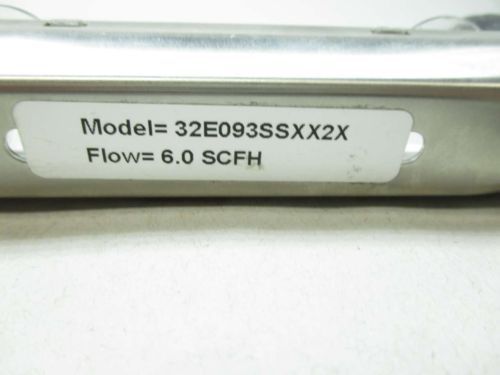 Model= 32E093SSXX2X
Flow= 6.0 SCFH